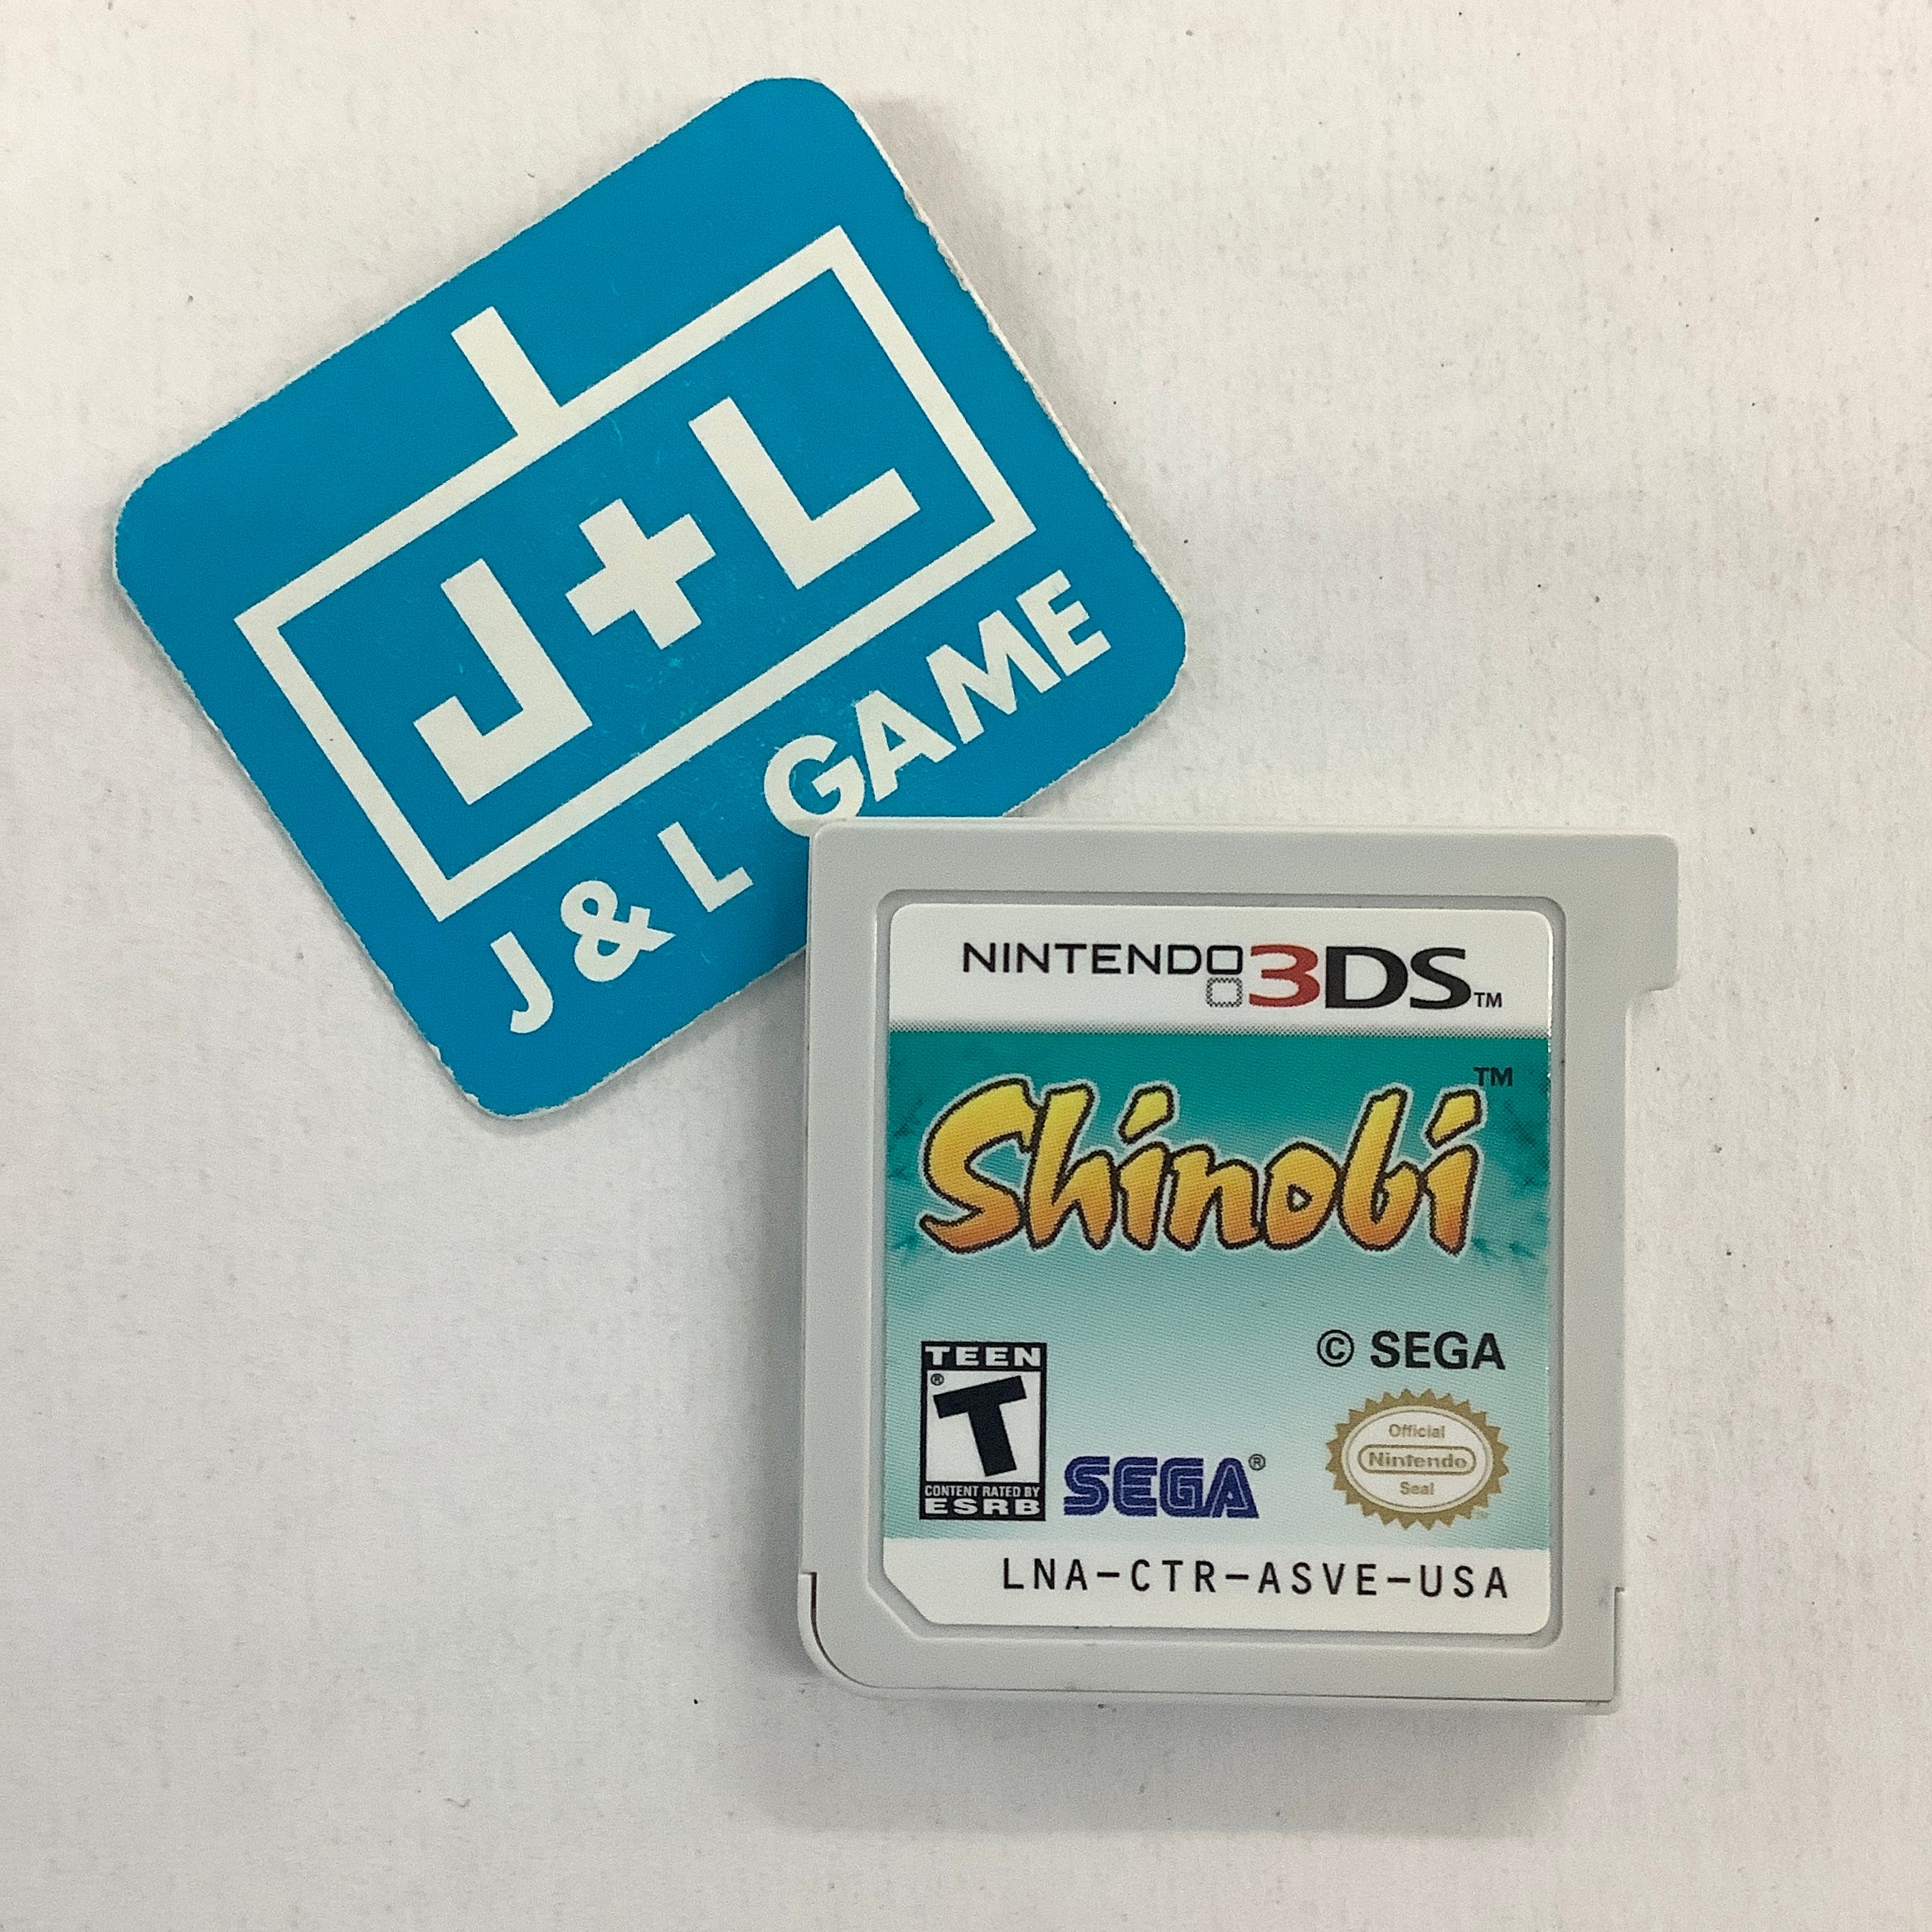 J+L
J & L GAME
NINTENDO 3DS™
Shinobi™
TEEN
T®
CONTENT RATED BY
ESRB
SEGA®
© SEGA
Official
Nintendo
Seal
LNA-CTR-ASVE-USA